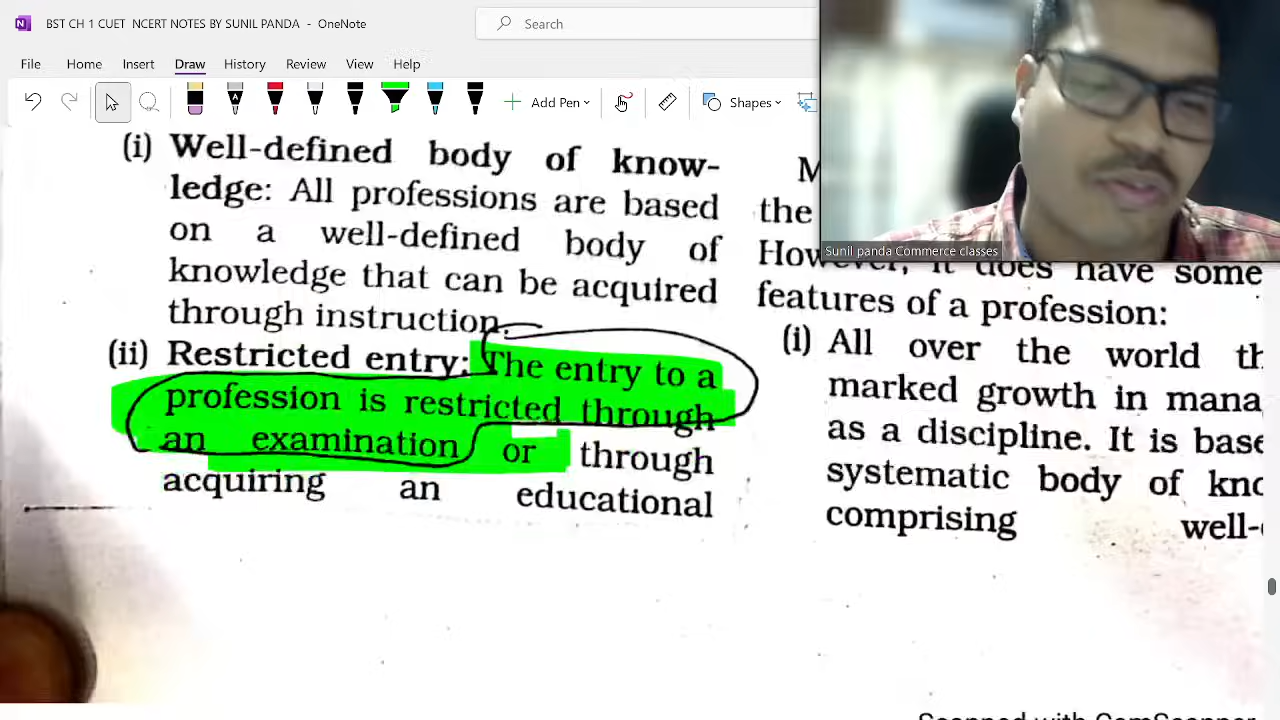 BST CH 1 CUET NCERT NOTES BY SUNIL PANDA - OneNote
Search
File Home Insert Draw History Review View Help
Add Pen
Shapes
Sunil panda Commerce classes
(i) Well-defined body of know-
ledge: All professions are based
on a well-defined body of
knowledge that can be acquired
through instruction.
(ii) Restricted entry: The entry to a
profession is restricted through
an examination or through
acquiring an educational
the
However, it does have some
features of a profession:
(i) All over the world th
marked growth in mana
as a discipline. It is base
systematic body of kno
comprising well-
Scanned with CamScanner